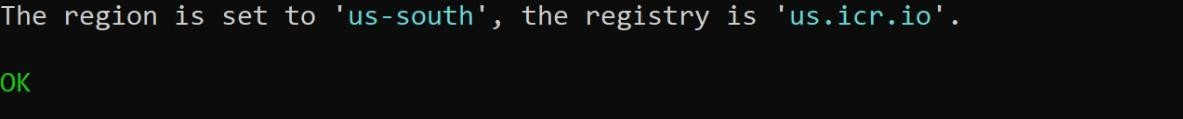 The region is set to 'us-south', the registry is 'us.icr.io'.
OK